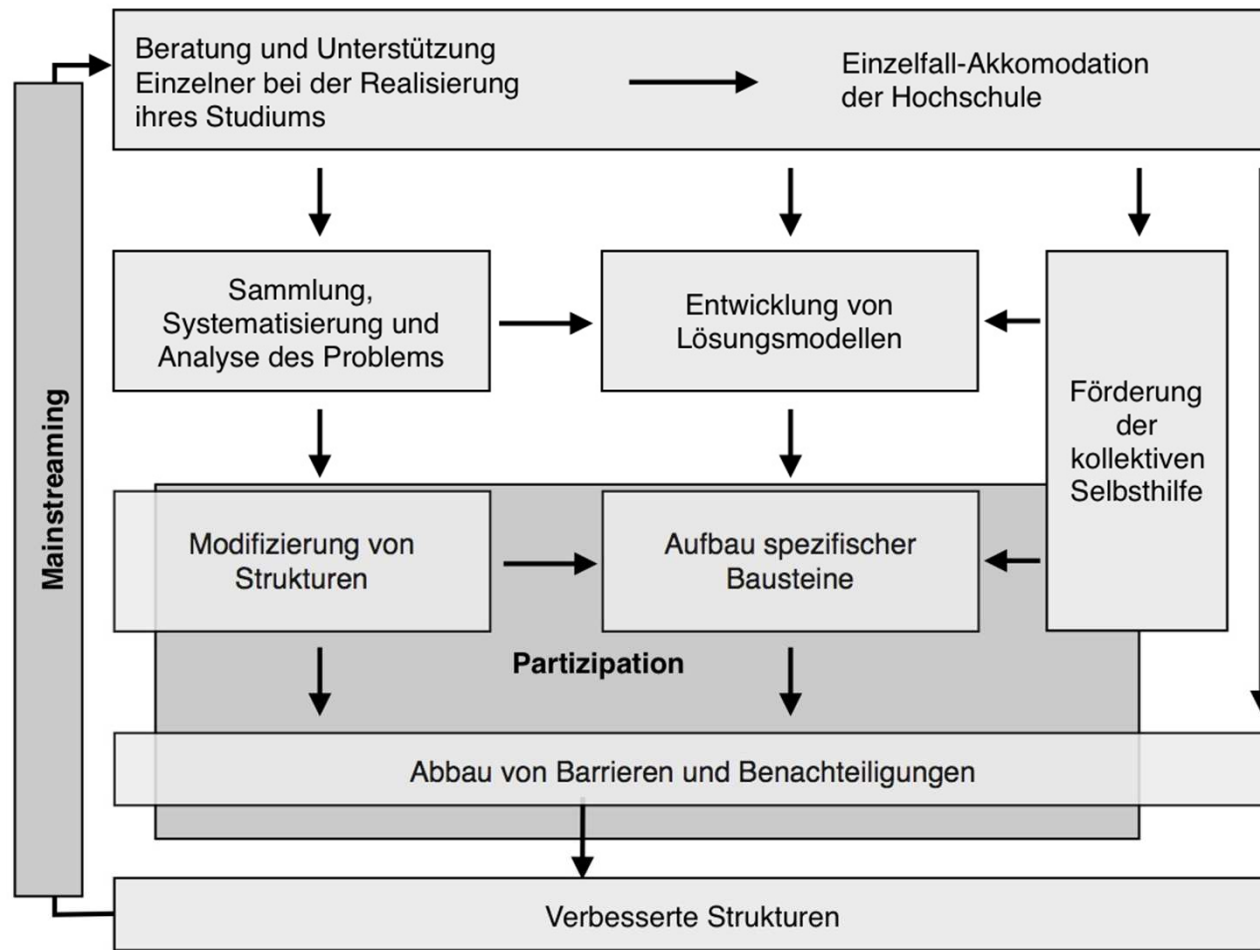 Beratung und Unterstützung
Einzelner bei der Realisierung
ihres Studiums
Einzelfall-Akkomodation
der Hochschule
Sammlung,
Systematisierung und
Analyse des Problems
Entwicklung von
Lösungsmodellen
Förderung
der
kollektiven
Selbsthilfe
Mainstreaming
Modifizierung von
Strukturen
Aufbau spezifischer
Bausteine
Partizipation
Abbau von Barrieren und Benachteiligungen
Verbesserte Strukturen